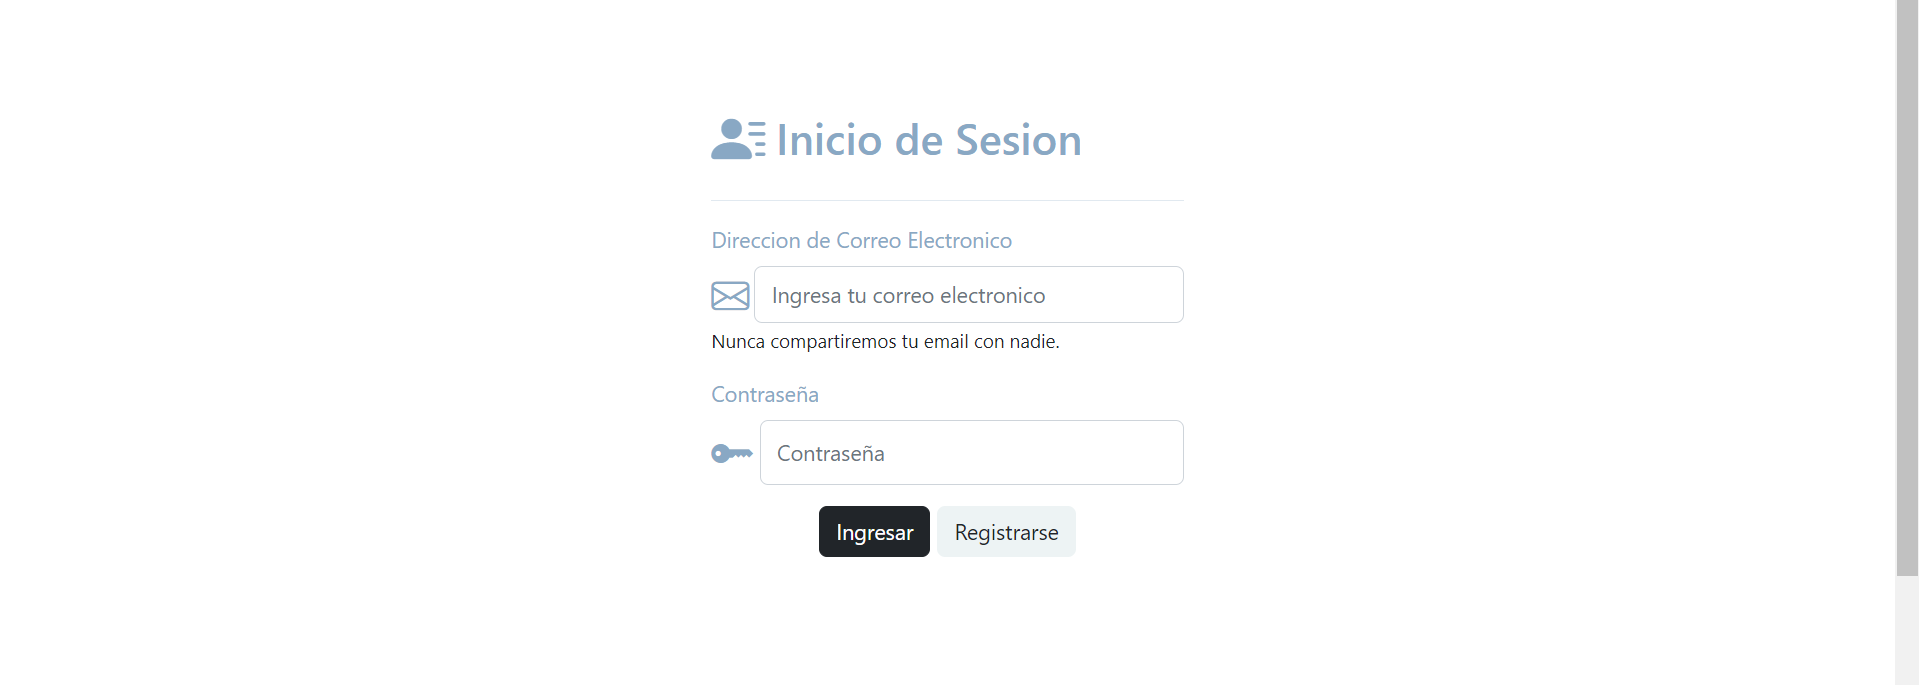 Inicio de Sesion
Direccion de Correo Electronico
Ingresa tu correo electronico
Nunca compartiremos tu email con nadie.
Contraseña
Contraseña
Ingresar Registrarse